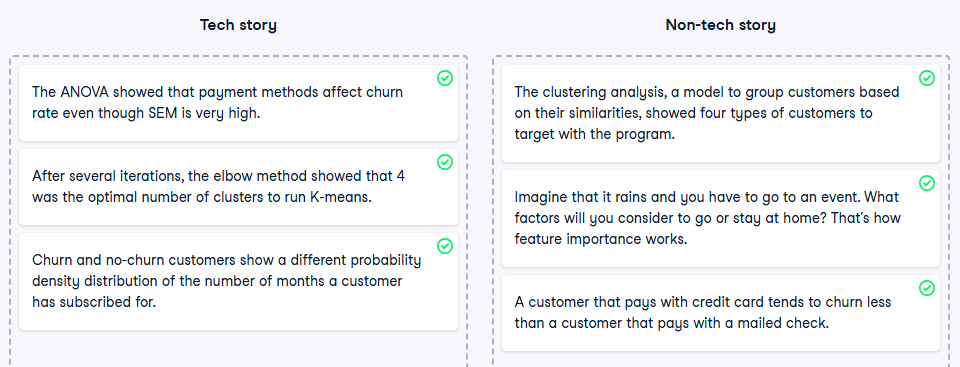 Tech story
The ANOVA showed that payment methods affect churn
rate even though SEM is very high.
After several iterations, the elbow method showed that 4
was the optimal number of clusters to run K-means.
Churn and no-churn customers show a different probability
density distribution of the number of months a customer
has subscribed for.
Non-tech story
The clustering analysis, a model to group customers based
on their similarities, showed four types of customers to
target with the program.
Imagine that it rains and you have to go to an event. What
factors will you consider to go or stay at home? That's how
feature importance works.
A customer that pays with credit card tends to churn less
than a customer that pays with a mailed check.